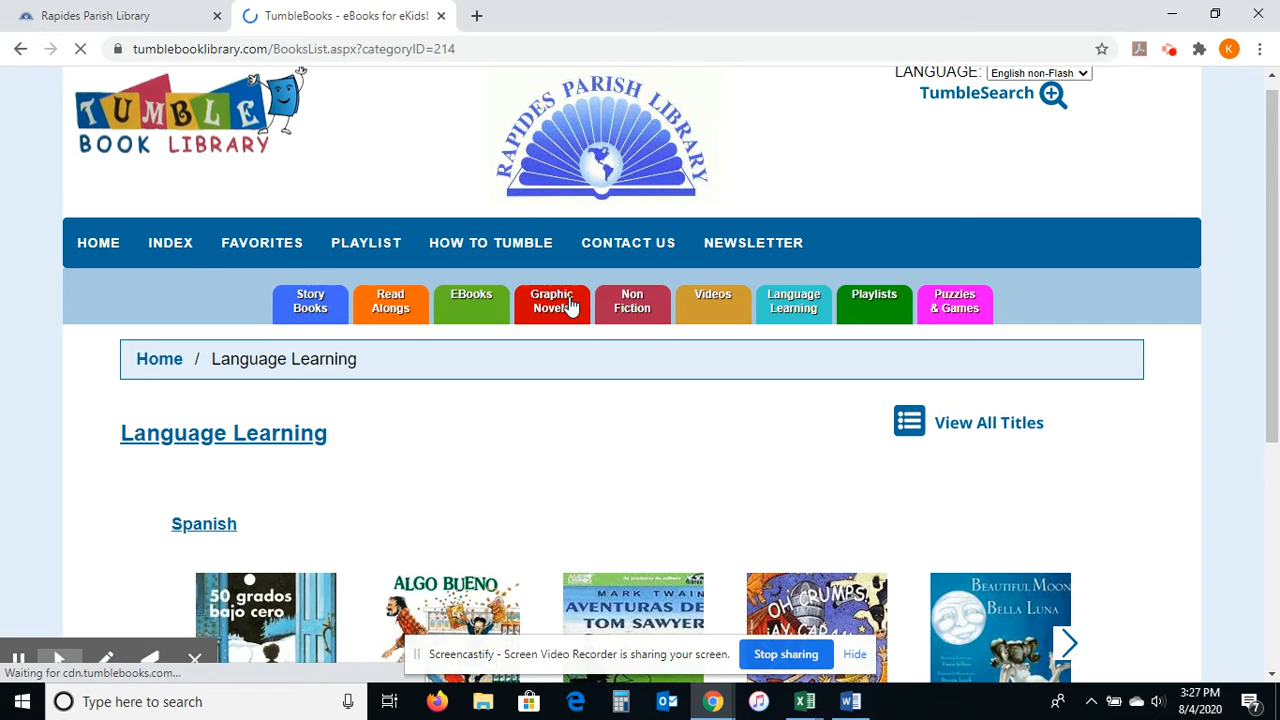 Rapides Parish Library
TumbleBooks - eBooks for eKids!
tumblebooklibrary.com/BooksList.aspx?categoryID=214
K
LANGUAGE: English non-Flash
TumbleSearch
TUMBLE
BOOK LIBRARY
RAPIDES PARISH LIBRARY
HOME INDEX FAVORITES PLAYLIST HOW TO TUMBLE CONTACT US NEWSLETTER
Story Books
Read Alongs
EBooks
Graphic Novels
Non Fiction
Videos
Language Learning
Playlists
Puzzles & Games
Home / Language Learning
Language Learning
View All Titles
Spanish
50 grados bajo cero
ALGO BUENO
MARK TWAIN
AVENTURAS DE
TOM SAWYER
OH, CRUMPS!
¡AY, CARAMBA!
BEAUTIFUL MOON
BELLA LUNA
Screencastify - Screen Video Recorder is sharing your screen.
Stop sharing
Hide
Waiting for cdn.tumblebooks.com...
Type here to search
3:27 PM
8/4/2020
7